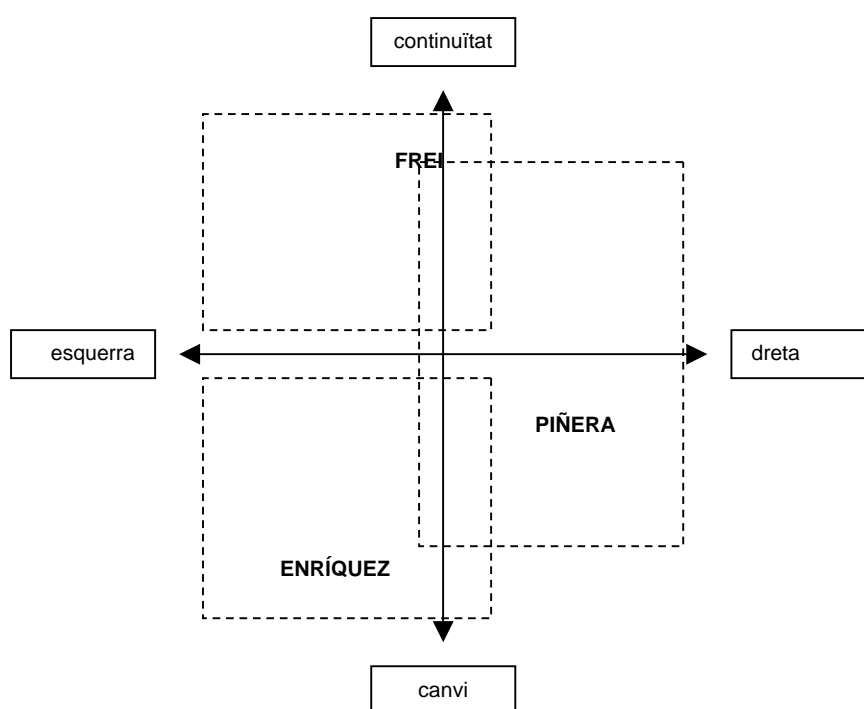 continuïtat
FREI
esquerra
dreta
PIÑERA
ENRÍQUEZ
canvi